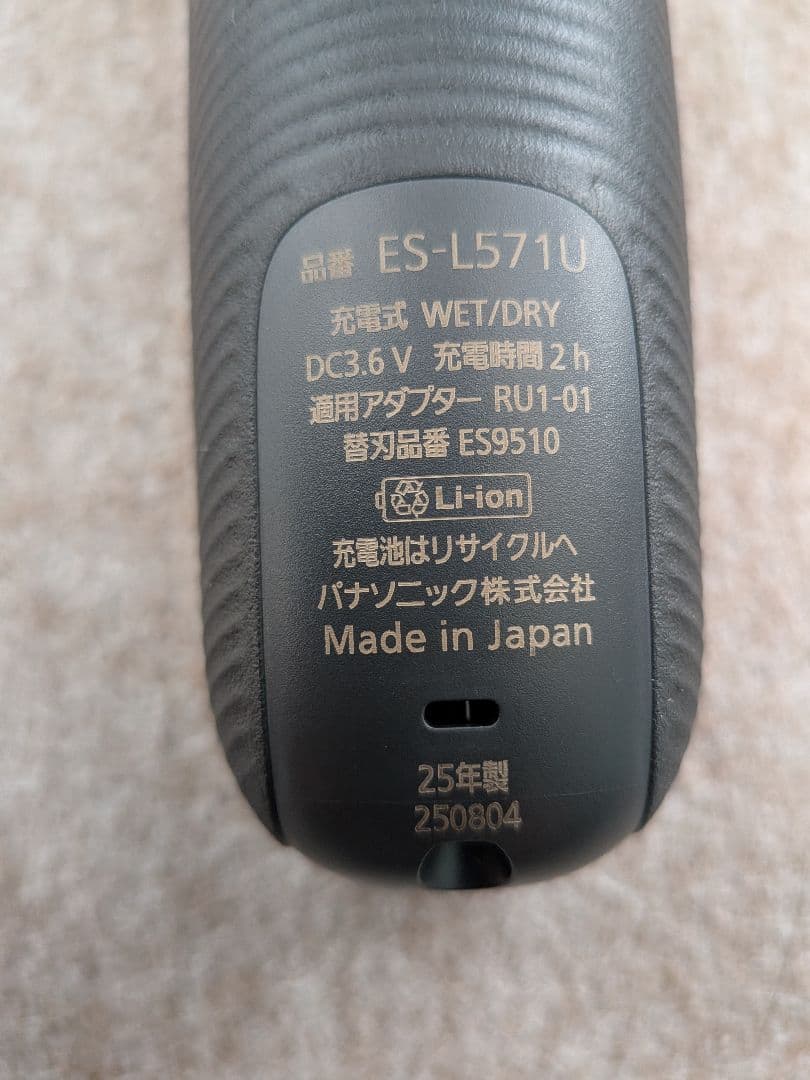 品番 ES-L571U
充電式 WET/DRY
DC3.6 V 充電時間 2 h
適用アダプター RU1-01
替刃品番 ES9510
Li-ion
充電池はリサイクルへ
パナソニック株式会社
Made in Japan
25年製
250804